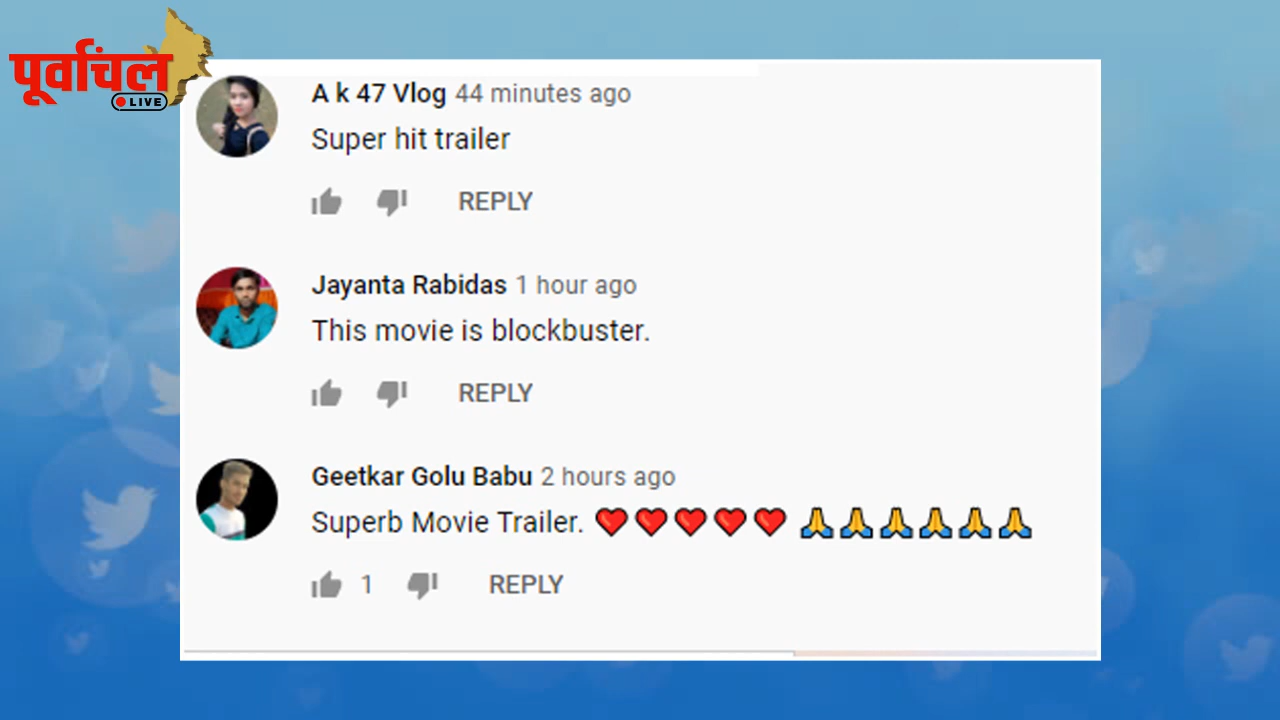 पूर्वांचल
LIVE
A k 47 Vlog 44 minutes ago
Super hit trailer
REPLY
Jayanta Rabidas 1 hour ago
This movie is blockbuster.
REPLY
Geetkar Golu Babu 2 hours ago
Superb Movie Trailer. ❤️❤️❤️❤️❤️ 🙏🙏🙏🙏🙏🙏
1 REPLY